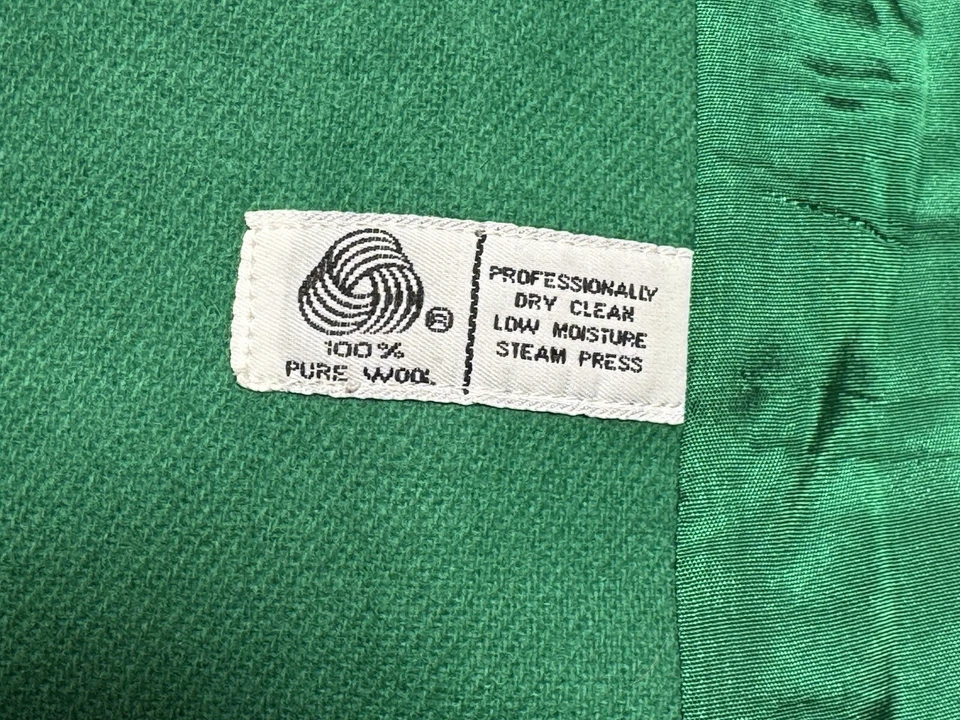 ®
100%
PURE WOOL
PROFESSIONALLY
DRY CLEAN
LOW MOISTURE
STEAM PRESS